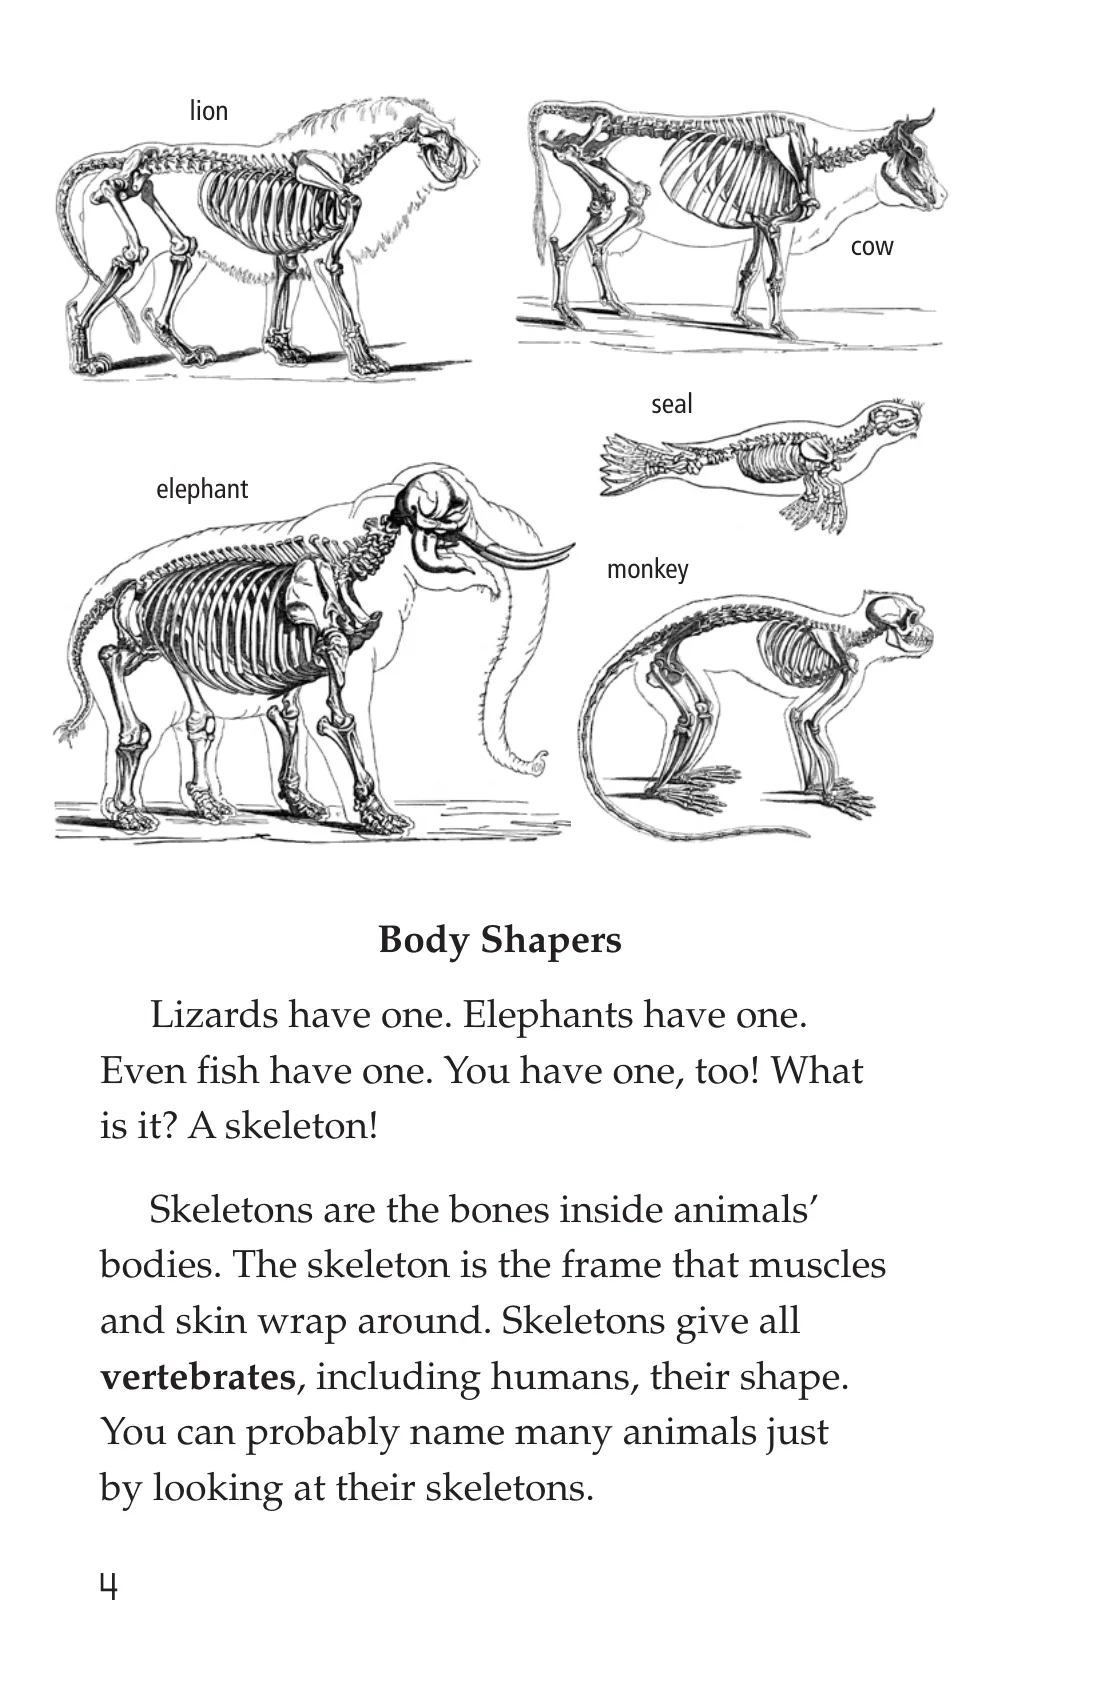 lion
cow
seal
elephant
monkey
Body Shapers
Lizards have one. Elephants have one.
Even fish have one. You have one, too! What
is it? A skeleton!
Skeletons are the bones inside animals’
bodies. The skeleton is the frame that muscles
and skin wrap around. Skeletons give all
vertebrates, including humans, their shape.
You can probably name many animals just
by looking at their skeletons.
4